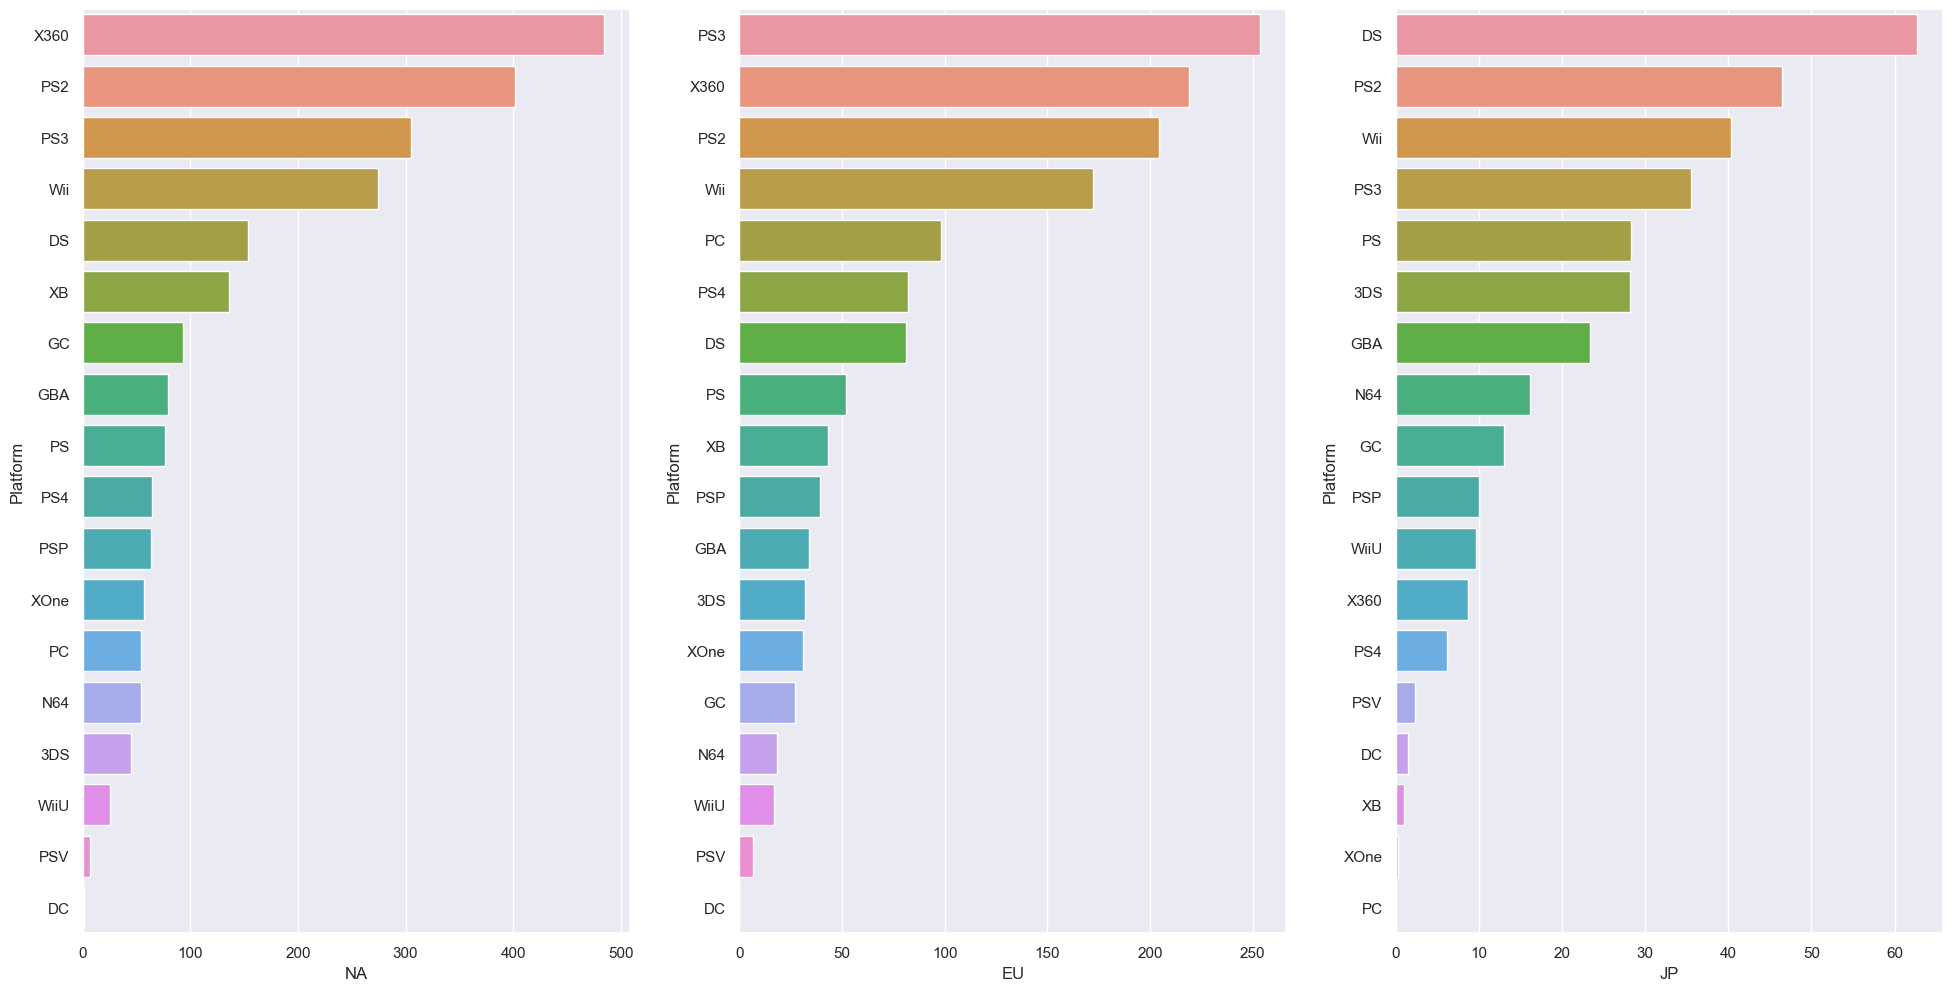 X360
PS2
PS3
Wii
DS
XB
GC
GBA
PS
PS4
PSP
XOne
PC
N64
3DS
WiiU
PSV
DC
Platform
0 100 200 300 400 500
NA
PS3
X360
PS2
Wii
PC
PS4
DS
PS
XB
PSP
GBA
3DS
XOne
GC
N64
WiiU
PSV
DC
Platform
0 50 100 150 200 250
EU
DS
PS2
Wii
PS3
PS
3DS
GBA
N64
GC
PSP
WiiU
X360
PS4
PSV
DC
XB
XOne
PC
Platform
0 10 20 30 40 50 60
JP